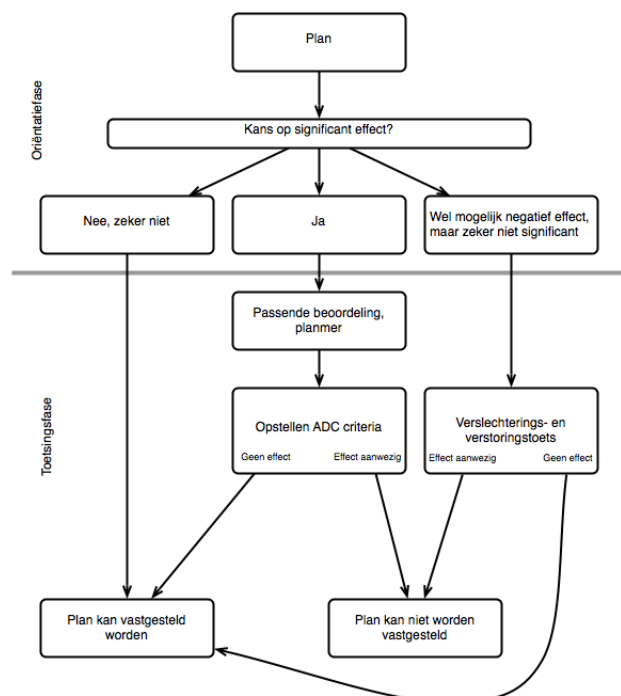 Plan
Oriëntatiefase
Kans op significant effect?
Nee, zeker niet
Ja
Wel mogelijk negatief effect,
maar zeker niet significant
Passende beoordeling,
planmer
Toetsingsfase
Opstellen ADC criteria
Geen effect
Effect aanwezig
Verslechterings- en
verstoringstoets
Effect aanwezig
Geen effect
Plan kan vastgesteld
worden
Plan kan niet worden
vastgesteld